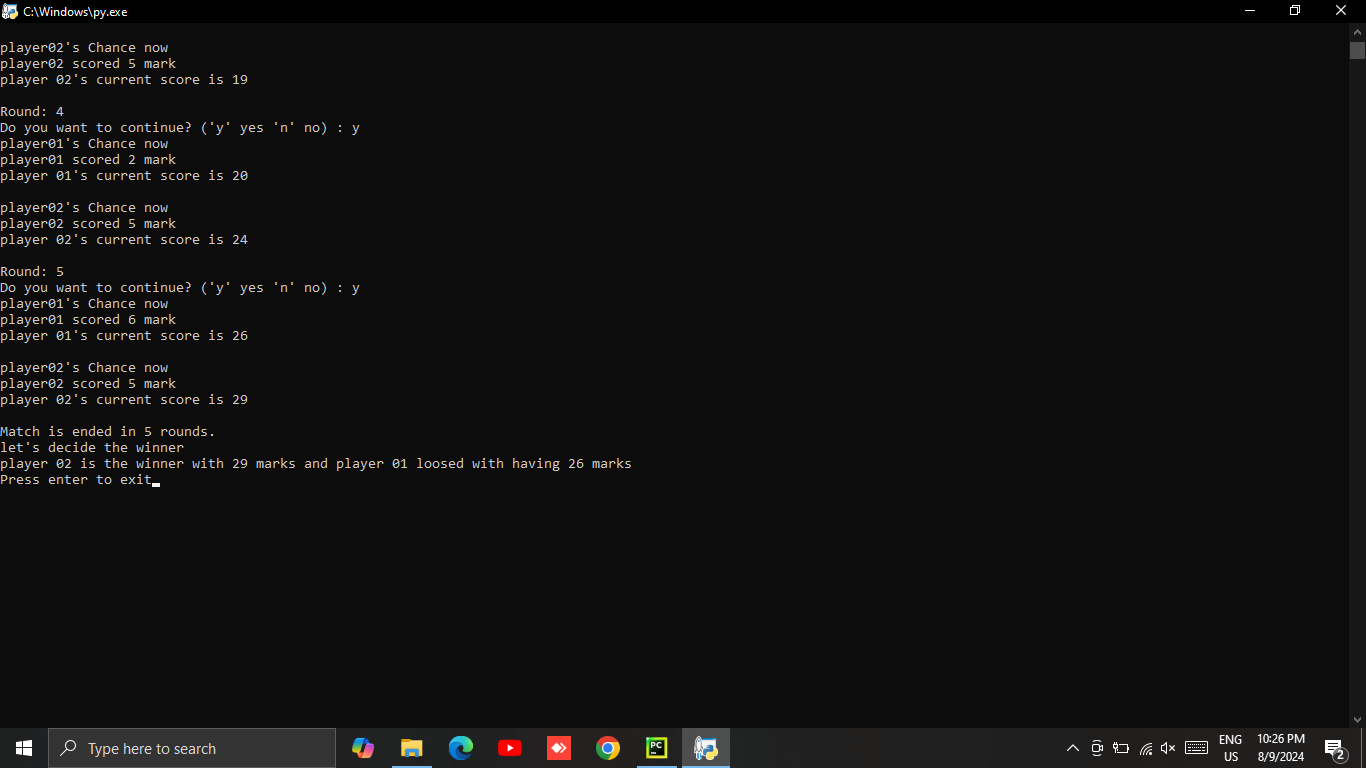 C:\Windows\py.exe
player02's Chance now
player02 scored 5 mark
player 02's current score is 19
Round: 4
Do you want to continue? ('y' yes 'n' no) : y
player01's Chance now
player01 scored 2 mark
player 01's current score is 20
player02's Chance now
player02 scored 5 mark
player 02's current score is 24
Round: 5
Do you want to continue? ('y' yes 'n' no) : y
player01's Chance now
player01 scored 6 mark
player 01's current score is 26
player02's Chance now
player02 scored 5 mark
player 02's current score is 29
Match is ended in 5 rounds.
let's decide the winner
player 02 is the winner with 29 marks and player 01 loosed with having 26 marks
Press enter to exit
Type here to search
PC
ENG
US
10:26 PM
8/9/2024
2